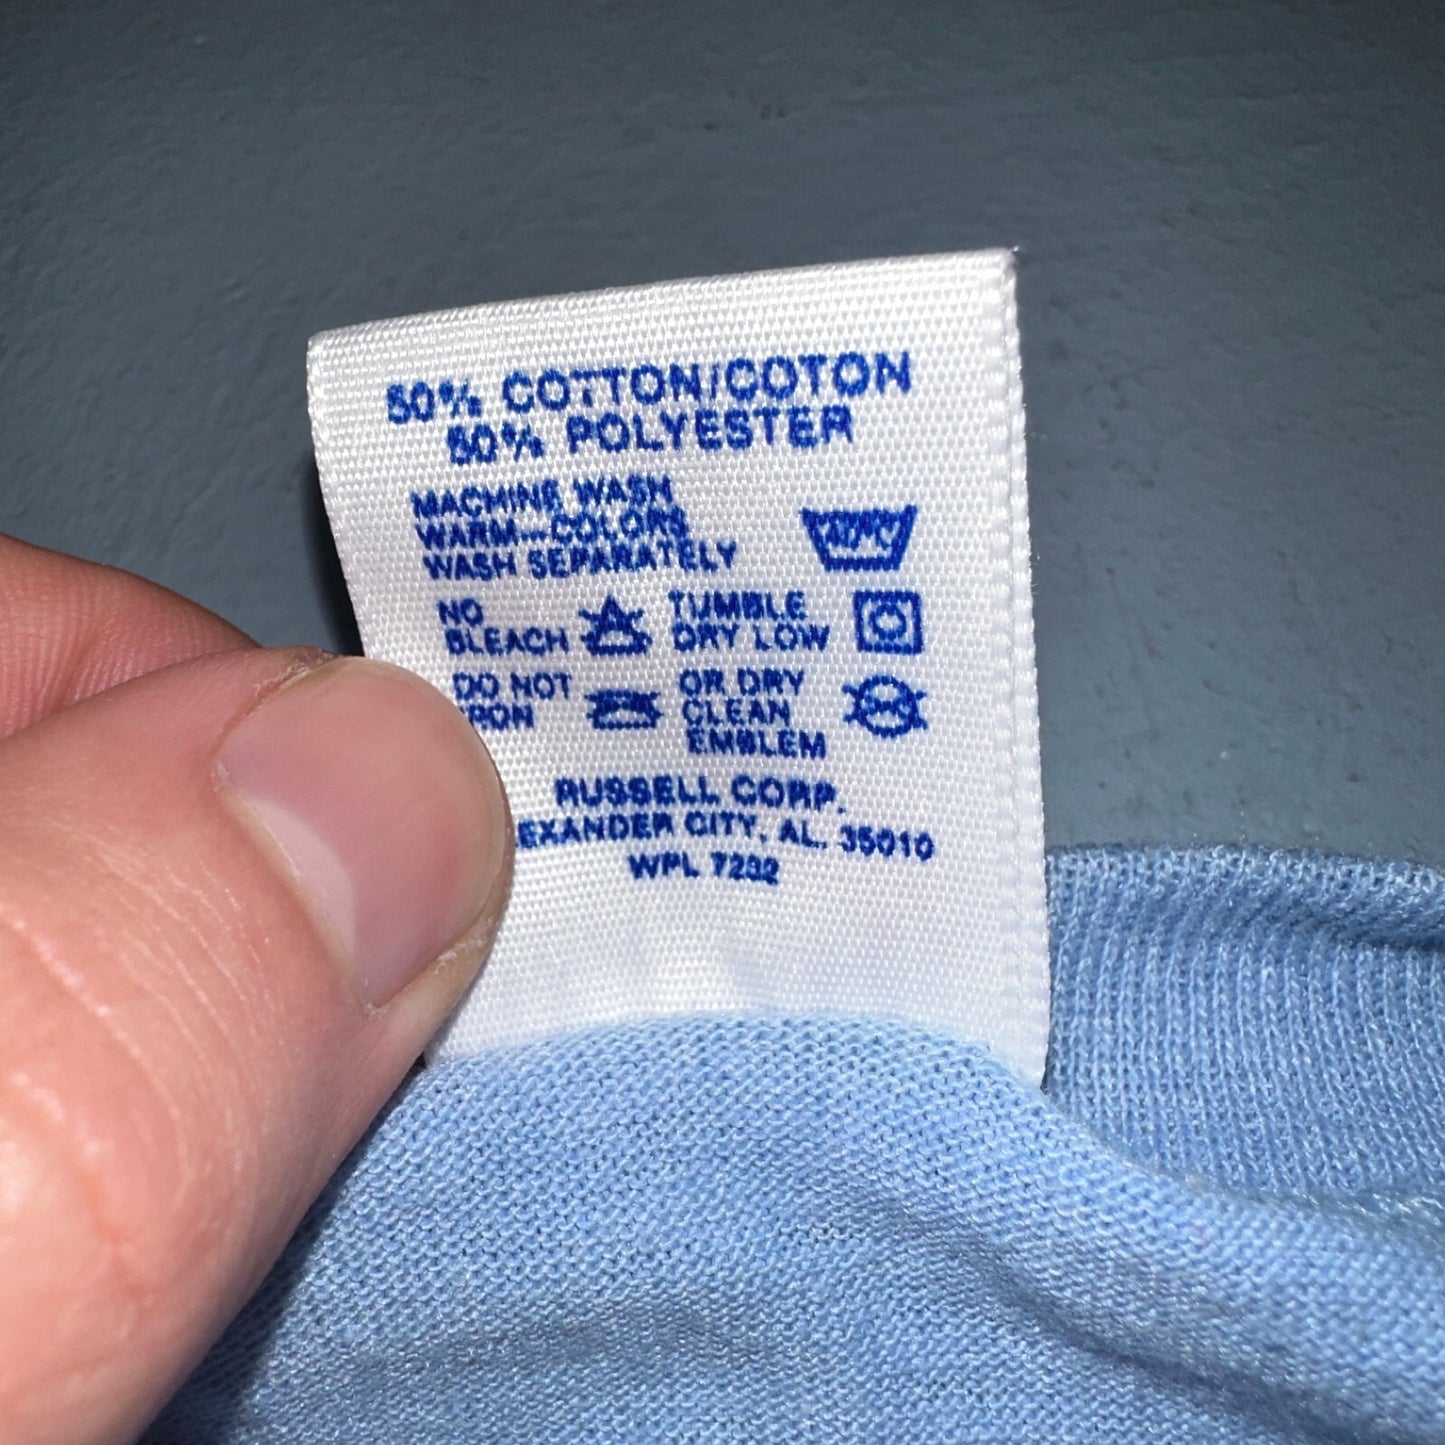 50% COTTON/COTON
50% POLYESTER
MACHINE WASH
WARM—COLORS
WASH SEPARATELY
40°C
NO
BLEACH
TUMBLE
DRY LOW
DO NOT
IRON
OR DRY
CLEAN
EMBLEM
RUSSELL CORP.
EXANDER CITY, AL. 35010
WPL 7232